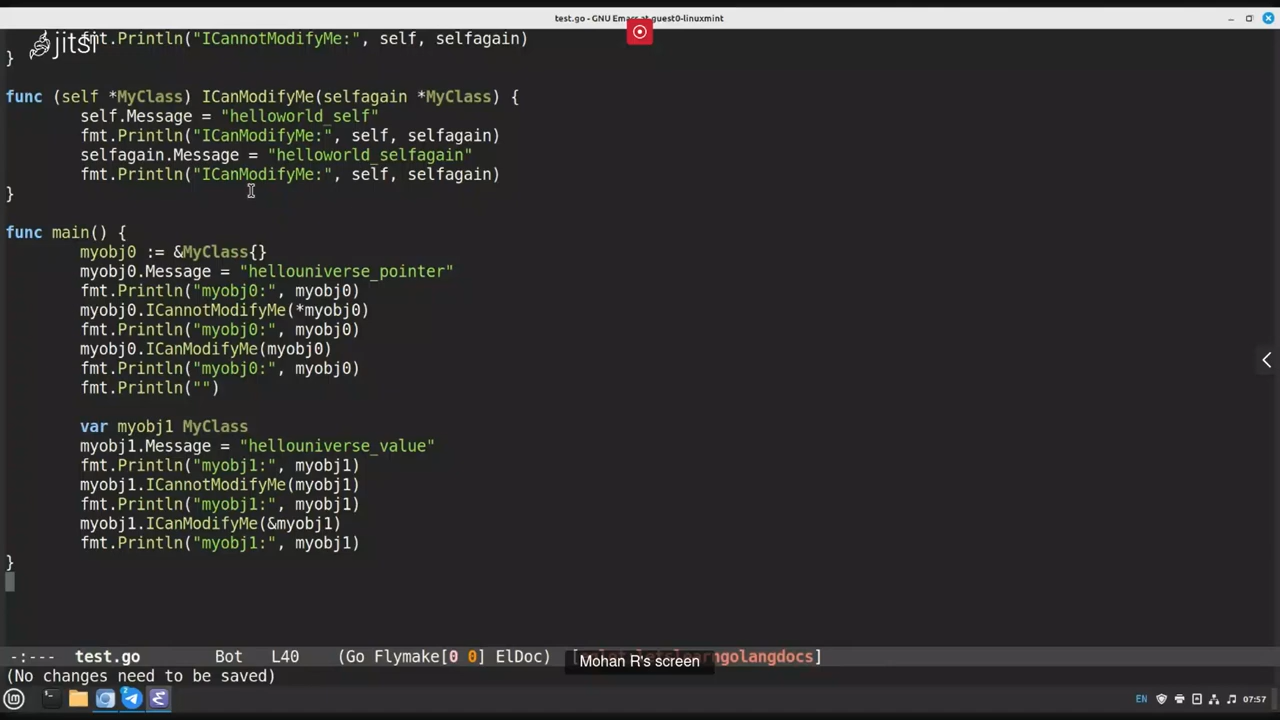 test.go - GNU Emacs at guest0-linuxmint
jitsi
fmt.Println("ICannotModifyMe:", self, selfagain)
}
func (self *MyClass) ICanModifyMe(selfagain *MyClass) {
self.Message = "helloworld_self"
fmt.Println("ICanModifyMe:", self, selfagain)
selfagain.Message = "helloworld_selfagain"
fmt.Println("ICanModifyMe:", self, selfagain)
}
func main() {
myobj0 := &MyClass{}
myobj0.Message = "hellouniverse_pointer"
fmt.Println("myobj0:", myobj0)
myobj0.ICannotModifyMe(*myobj0)
fmt.Println("myobj0:", myobj0)
myobj0.ICanModifyMe(myobj0)
fmt.Println("myobj0:", myobj0)
fmt.Println("")
var myobj1 MyClass
myobj1.Message = "hellouniverse_value"
fmt.Println("myobj1:", myobj1)
myobj1.ICannotModifyMe(myobj1)
fmt.Println("myobj1:", myobj1)
myobj1.ICanModifyMe(&myobj1)
fmt.Println("myobj1:", myobj1)
}
-:--- test.go Bot L40 (Go Flymake[0 0] ElDoc)
Mohan R's screen
(No changes need to be saved)
EN 07:57